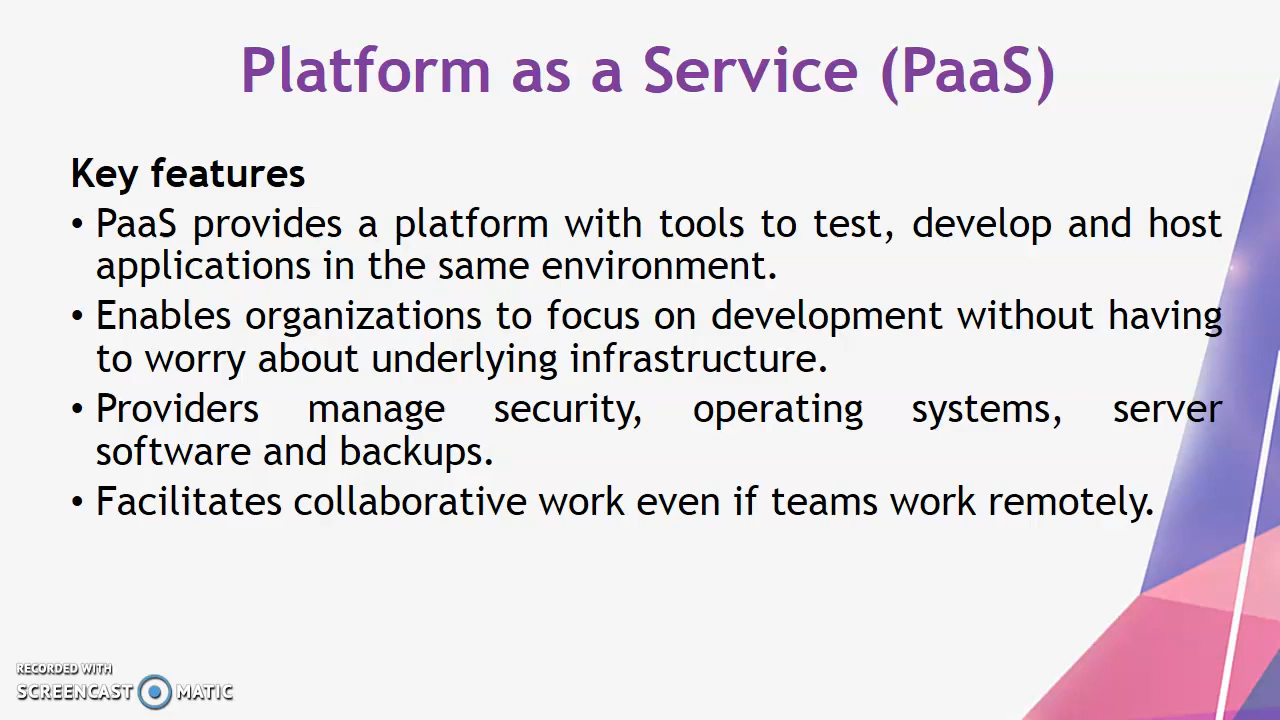 Platform as a Service (PaaS)
Key features
• PaaS provides a platform with tools to test, develop and host
applications in the same environment.
• Enables organizations to focus on development without having
to worry about underlying infrastructure.
• Providers manage security, operating systems, server
software and backups.
• Facilitates collaborative work even if teams work remotely.
RECORDED WITH
SCREENCAST MATIC